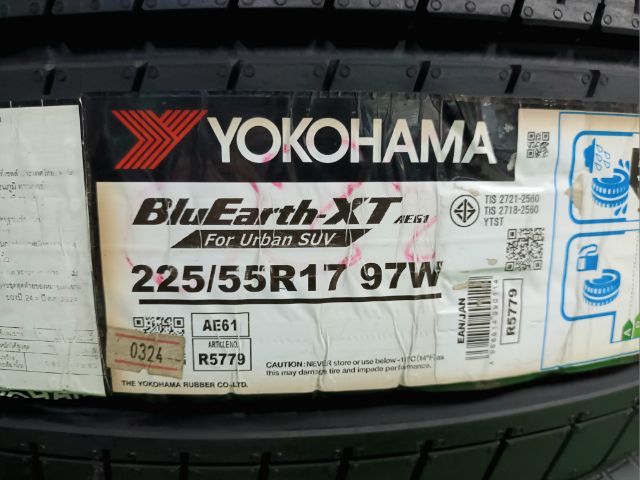 YOKOHAMA
BluEarth-XT AE61
For Urban SUV
225/55R17 97W
TIS 2721-2560
TIS 2718-2560
YTST
AE61
ARTICLE NO.
R5779
0324
EAN/JAN
R5779
CAUTION: NEVER store or use below
this may damage tire and impede performance.
THE YOKOHAMA RUBBER CO.,LTD.